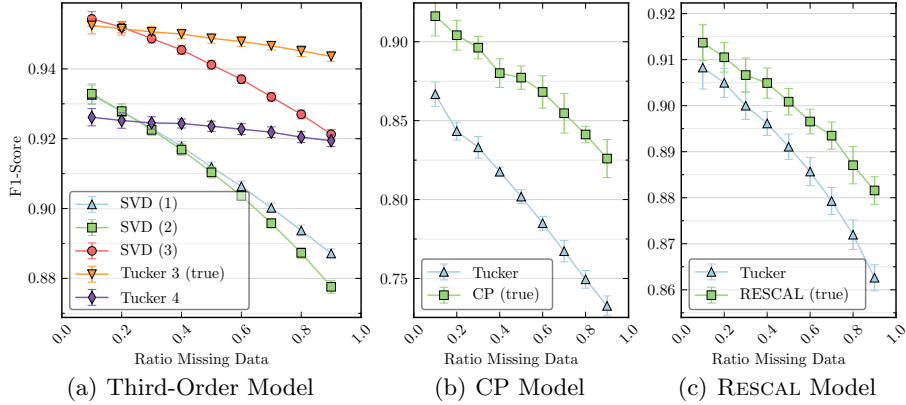 F1-Score
0.94
0.92
0.90
0.88
SVD (1)
SVD (2)
SVD (3)
Tucker 3 (true)
Tucker 4
0.0 0.2 0.4 0.6 0.8 1.0
Ratio Missing Data
(a) Third-Order Model
0.90
0.85
0.80
0.75
Tucker
CP (true)
0.0 0.2 0.4 0.6 0.8 1.0
Ratio Missing Data
(b) CP Model
0.92
0.91
0.90
0.89
0.88
0.87
0.86
Tucker
RESCAL (true)
0.0 0.2 0.4 0.6 0.8 1.0
Ratio Missing Data
(c) RESCAL Model